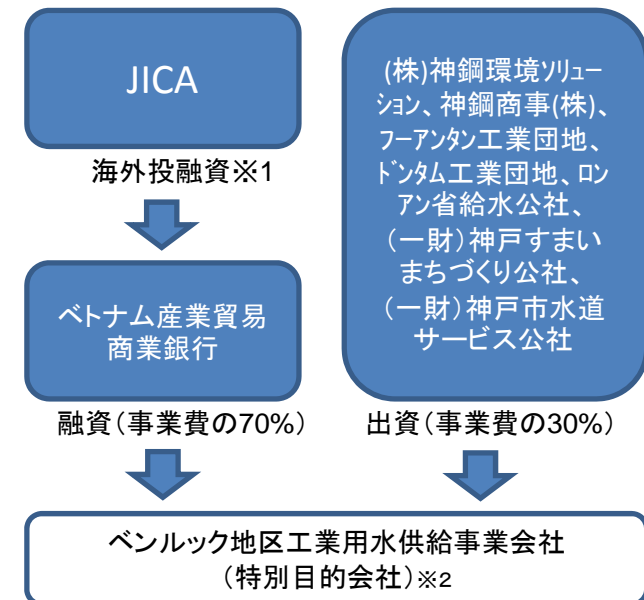 JICA
海外投融資※1
ベトナム産業貿易
商業銀行
融資（事業費の70%）
(株)神鋼環境ｿﾘｭｰ
ｼｮﾝ、神鋼商事(株)、
ﾌｰｱﾝﾀﾝ工業団地、
ﾄﾞﾝﾀﾑ工業団地、ﾛﾝ
ｱﾝ省給水公社、
（一財）神戸すまい
まちづくり公社、
（一財）神戸市水道
サービス公社
出資（事業費の30%）
ベンルック地区工業用水供給事業会社
（特別目的会社）※2